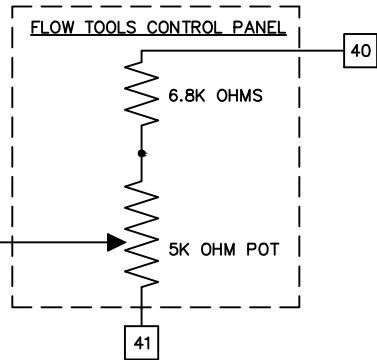 FLOW TOOLS CONTROL PANEL
40
6.8K OHMS
5K OHM POT
41